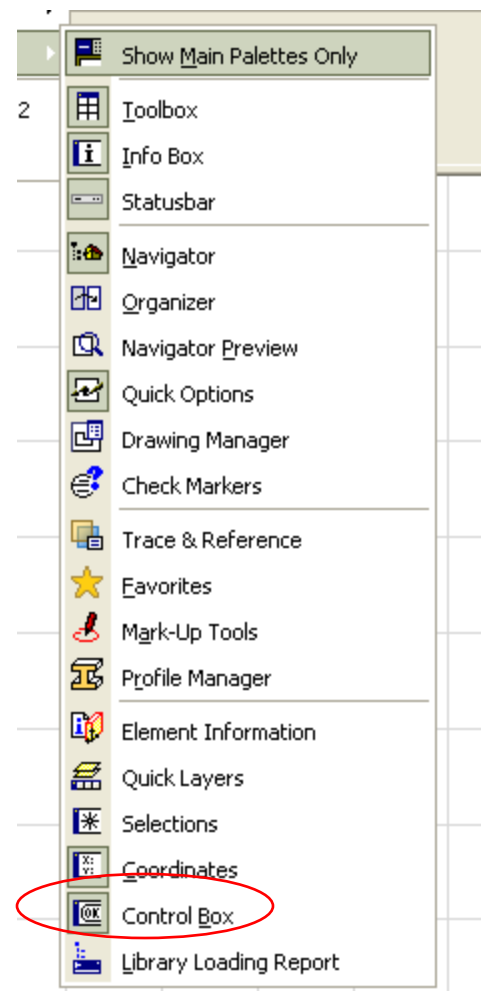 Show Main Palettes Only
2
Toolbox
Info Box
Statusbar
Navigator
Organizer
Navigator Preview
Quick Options
Drawing Manager
Check Markers
Trace & Reference
Favorites
Mark-Up Tools
Profile Manager
Element Information
Quick Layers
Selections
X:
Y:
Coordinates
OK
Control Box
Library Loading Report